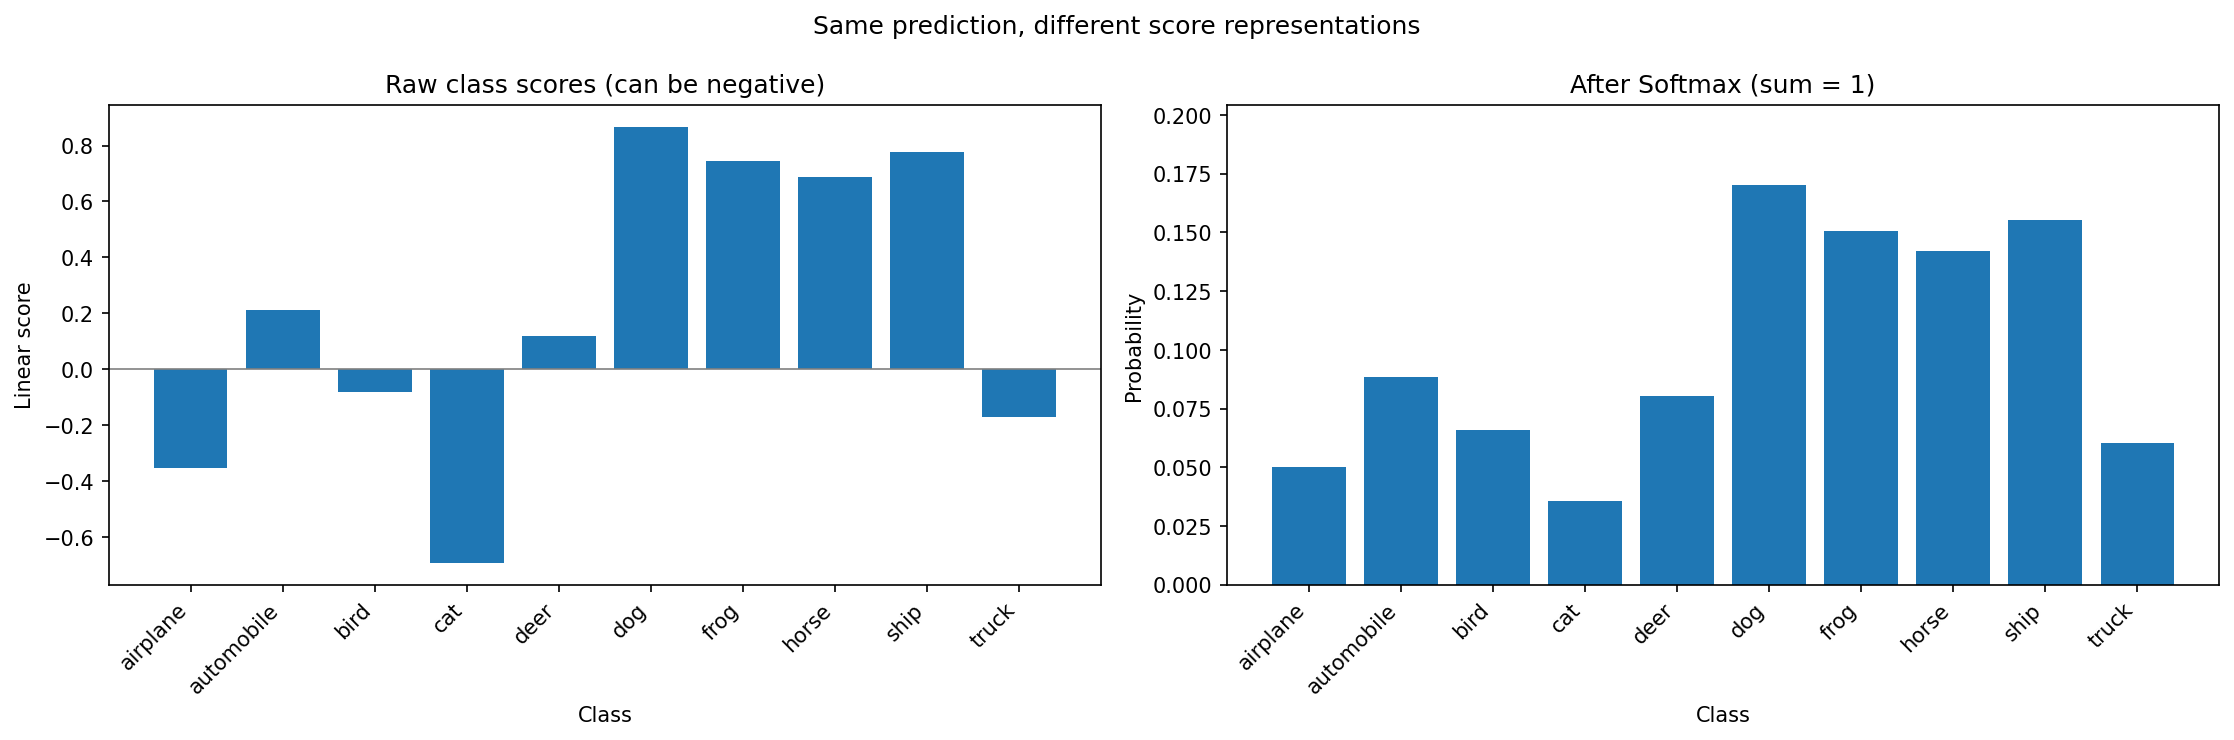 Same prediction, different score representations
Raw class scores (can be negative)
Linear score
0.8
0.6
0.4
0.2
0.0
−0.2
−0.4
−0.6
airplane
automobile
bird
cat
deer
dog
frog
horse
ship
truck
Class
After Softmax (sum = 1)
Probability
0.200
0.175
0.150
0.125
0.100
0.075
0.050
0.025
0.000
airplane
automobile
bird
cat
deer
dog
frog
horse
ship
truck
Class